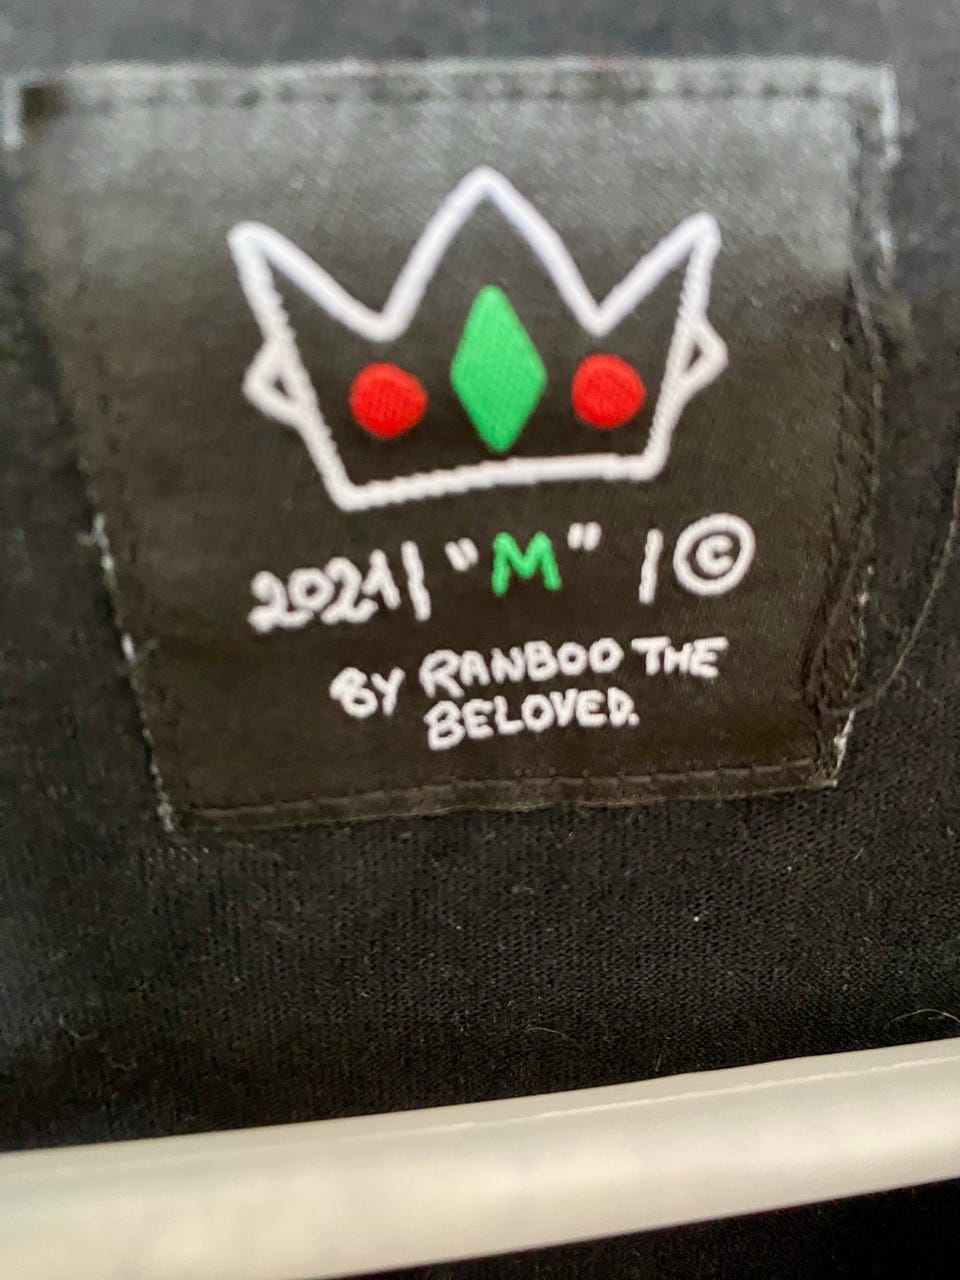 2021| "M" |©
BY RANBOO THE
BELOVED.